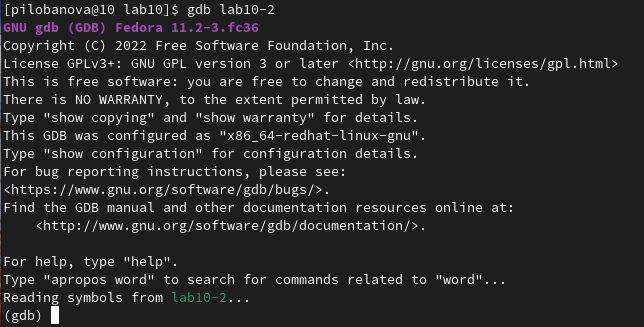 [pilobanova@10 lab10]$ gdb lab10-2
GNU gdb (GDB) Fedora 11.2-3.fc36
Copyright (C) 2022 Free Software Foundation, Inc.
License GPLv3+: GNU GPL version 3 or later <http://gnu.org/licenses/gpl.html>
This is free software: you are free to change and redistribute it.
There is NO WARRANTY, to the extent permitted by law.
Type "show copying" and "show warranty" for details.
This GDB was configured as "x86_64-redhat-linux-gnu".
Type "show configuration" for configuration details.
For bug reporting instructions, please see:
<https://www.gnu.org/software/gdb/bugs/>.
Find the GDB manual and other documentation resources online at:
    <http://www.gnu.org/software/gdb/documentation/>.

For help, type "help".
Type "apropos word" to search for commands related to "word"...
Reading symbols from lab10-2...
(gdb)